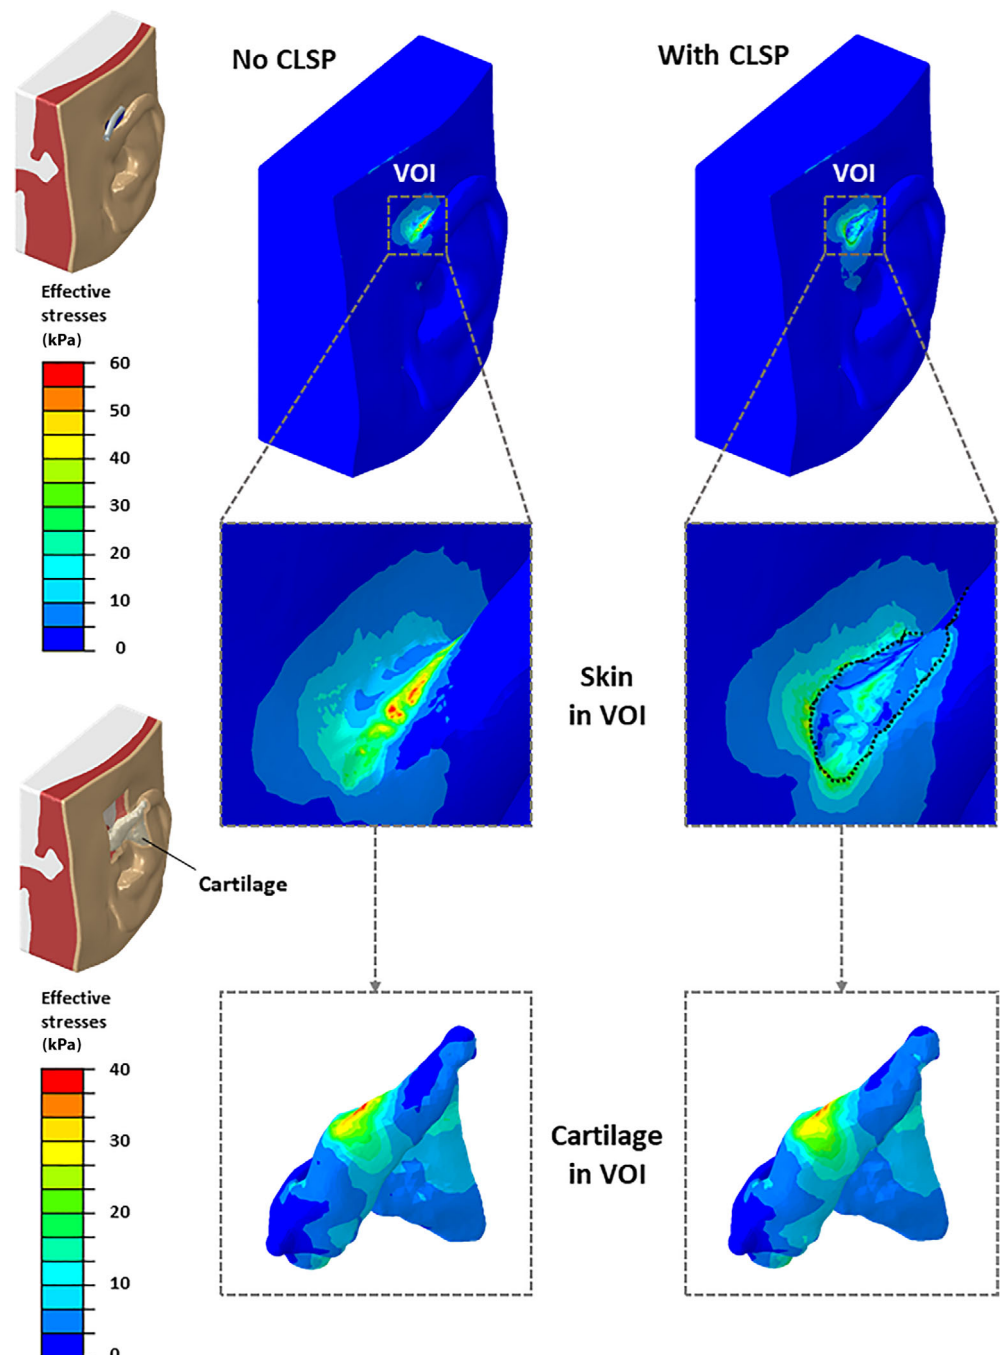 No CLSP
With CLSP
VOI
VOI
Effective
stresses
(kPa)
60
50
40
30
20
10
0
Skin
in VOI
Cartilage
Effective
stresses
(kPa)
40
30
20
10
0
Cartilage
in VOI